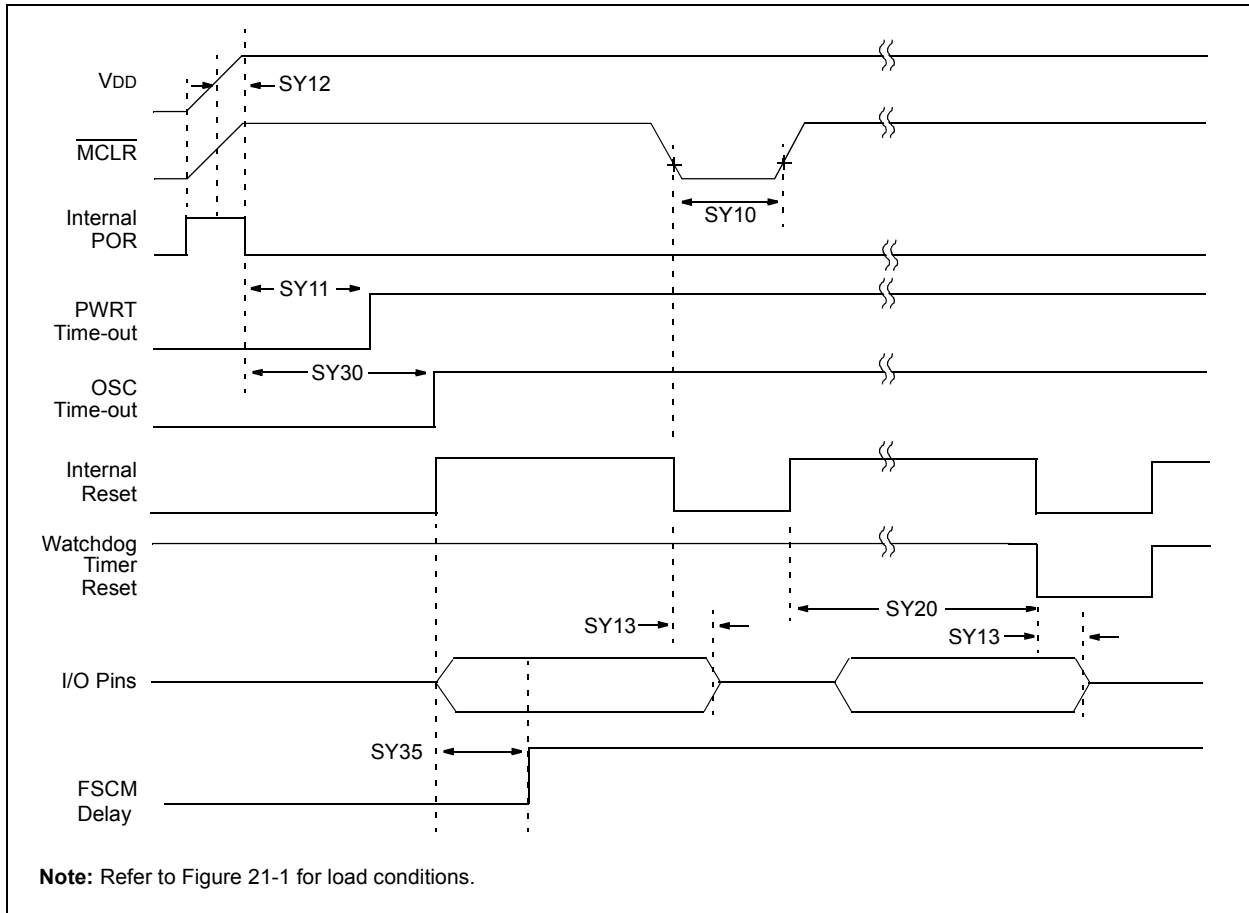 VDD
SY12
MCLR
SY10
Internal
POR
SY11
PWRT
Time-out
SY30
OSC
Time-out
Internal
Reset
Watchdog
Timer
Reset
SY20
SY13
SY13
I/O Pins
SY35
FSCM
Delay
Note: Refer to Figure 21-1 for load conditions.